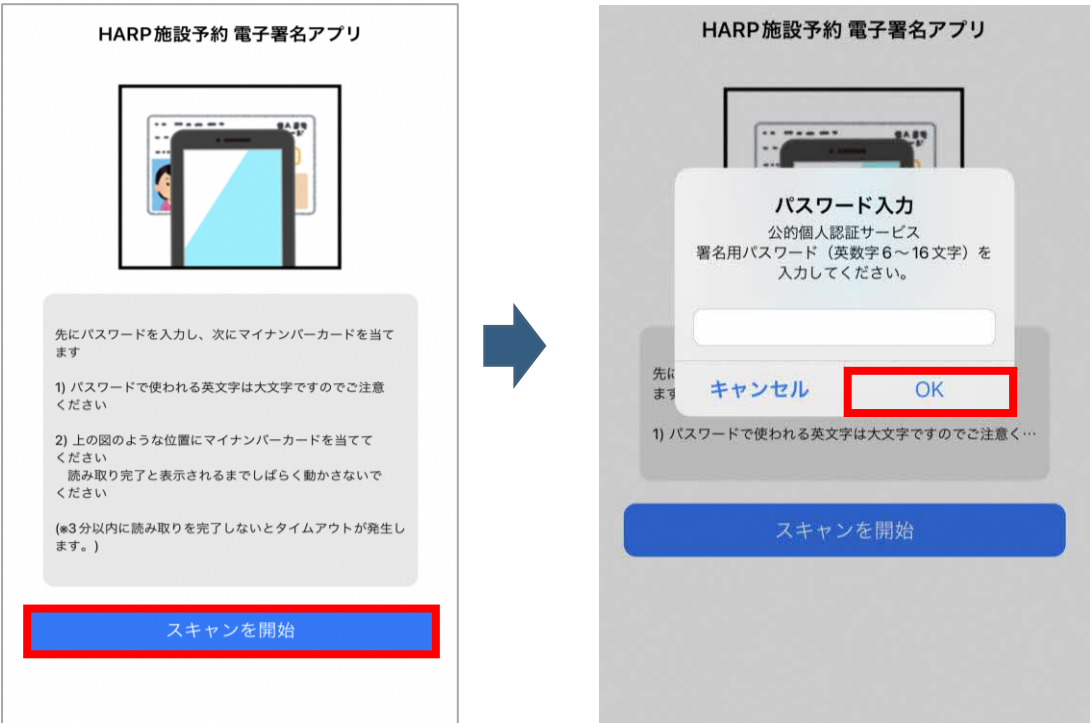 HARP施設予約 電子署名アプリ
先にパスワードを入力し、次にマイナンバーカードを当て
ます
1) パスワードで使われる英文字は大文字ですのでご注意
ください
2) 上の図のような位置にマイナンバーカードを当てて
ください
読み取り完了と表示されるまでしばらく動かさないで
ください
(※3分以内に読み取りを完了しないとタイムアウトが発生し
ます。)
スキャンを開始
HARP施設予約 電子署名アプリ
パスワード入力
公的個人認証サービス
署名用パスワード（英数字6〜16文字）を
入力してください。
キャンセル
OK
先に
ます
1) パスワードで使われる英文字は大文字ですのでご注意く…
スキャンを開始